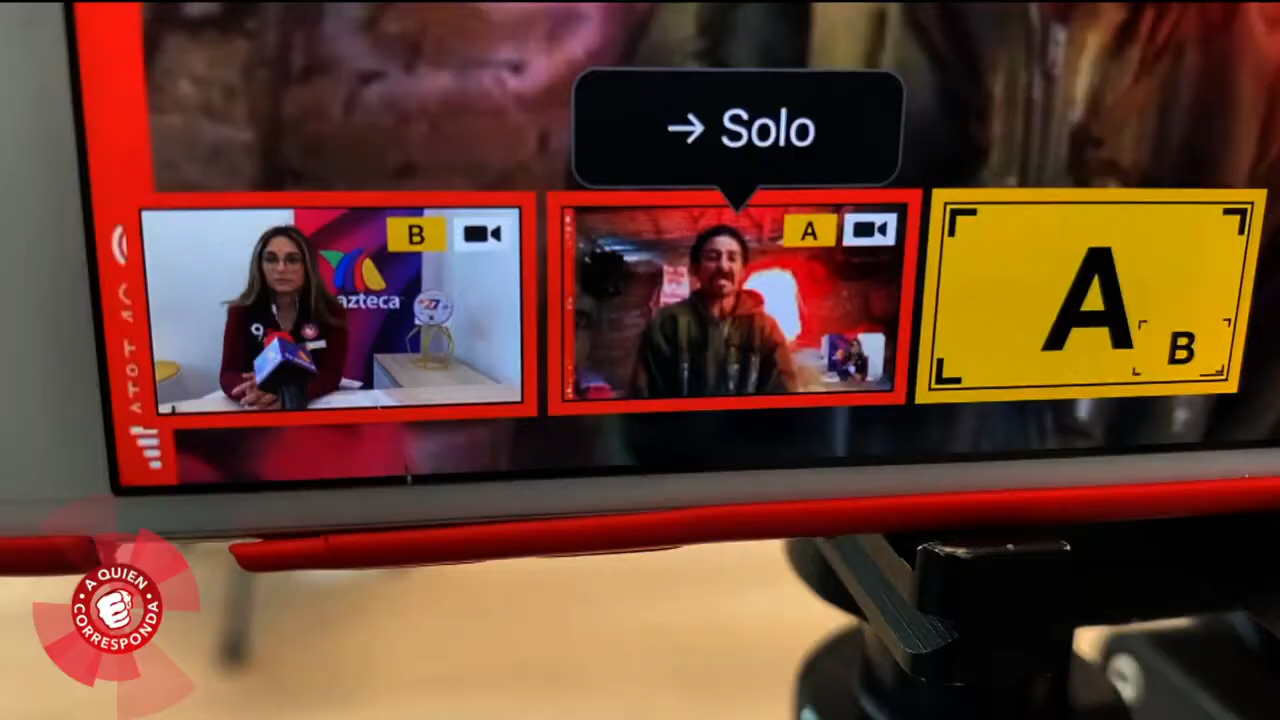 → Solo
B
A
azteca
A
B
A QUIEN
CORRESPONDA